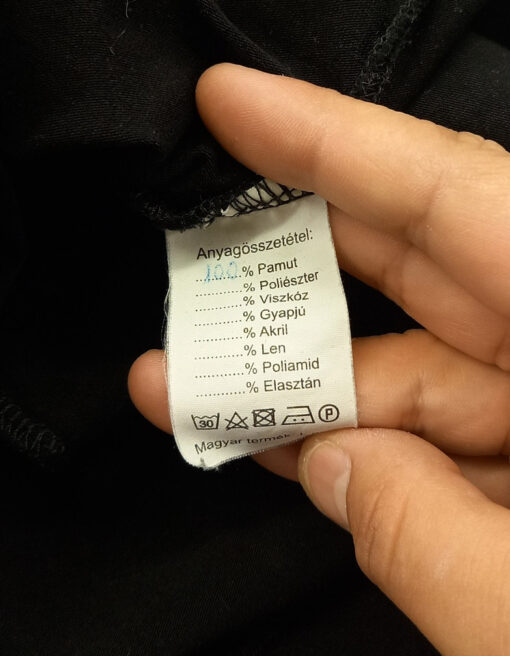 Anyagösszetétel:
100% Pamut
............% Poliészter
............% Viszkóz
............% Gyapjú
............% Akril
............% Len
............% Poliamid
............% Elasztán
30 P
Magyar termék